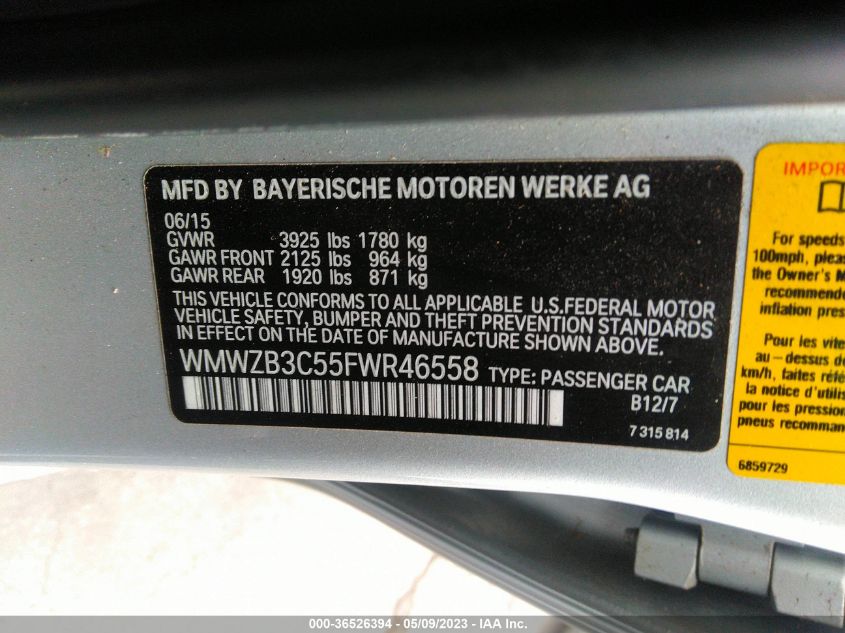 MFD BY BAYERISCHE MOTOREN WERKE AG
06/15
GVWR 3925 lbs 1780 kg
GAWR FRONT 2125 lbs 964 kg
GAWR REAR 1920 lbs 871 kg
THIS VEHICLE CONFORMS TO ALL APPLICABLE U.S.FEDERAL MOTOR
VEHICLE SAFETY, BUMPER AND THEFT PREVENTION STANDARDS
IN EFFECT ON THE DATE OF MANUFACTURE SHOWN ABOVE.
WMWZB3C55FWR46558 TYPE: PASSENGER CAR
B12/7
7 315 814
IMPOR
For speeds
100mph, pleas
the Owner's M
recommende
inflation pres
Pour les vite
au-dessus de
km/h, faites réfé
la notice d'utilis
pour les pression
pneus recomman
6859729
000-36526394 - 05/09/2023 - IAA Inc.